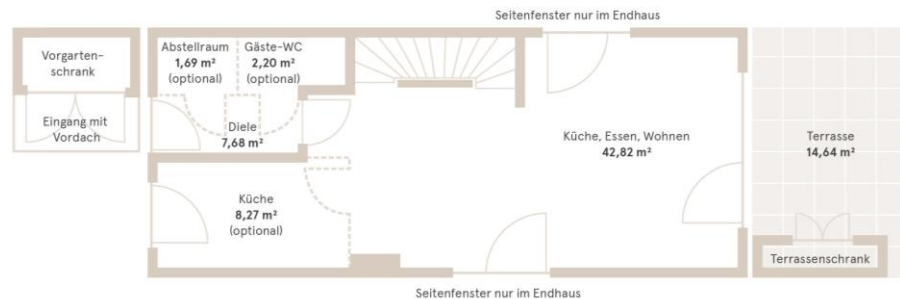 Seitenfenster nur im Endhaus
Vorgarten-
schrank
Eingang mit
Vordach
Abstellraum
1,69 m²
(optional)
Gäste-WC
2,20 m²
(optional)
Diele
7,68 m²
Küche
8,27 m²
(optional)
Küche, Essen, Wohnen
42,82 m²
Terrasse
14,64 m²
Terrassenschrank
Seitenfenster nur im Endhaus